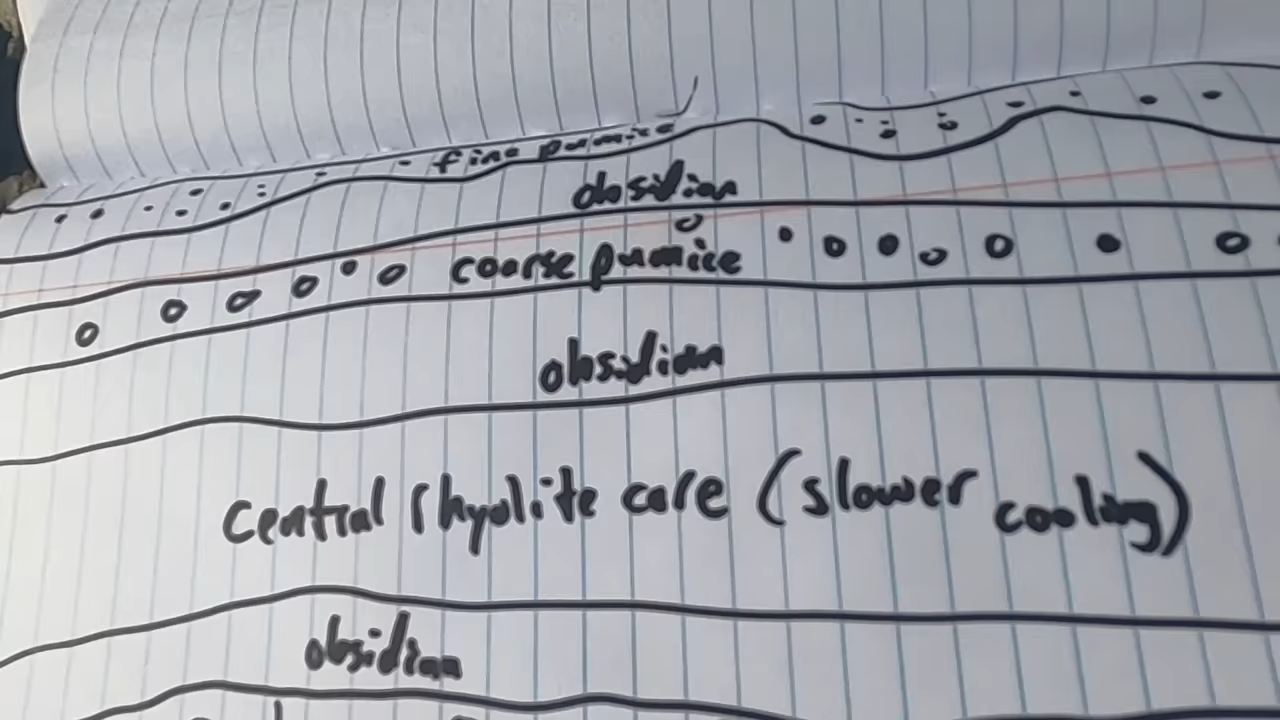 fine pumice
obsidian
coarse pumice
obsidian
central rhyolite core (slower cooling)
obsidian